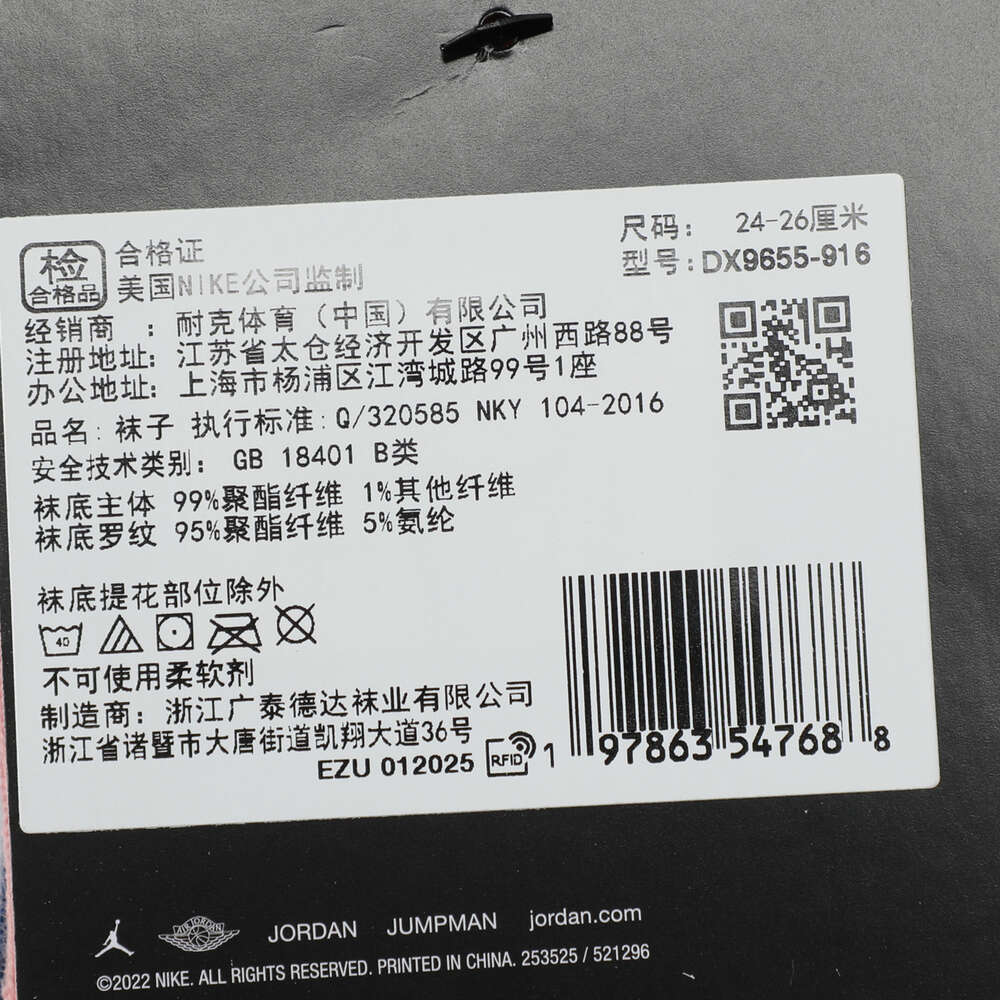 检
合格品
合格证
美国NIKE公司监制
尺码: 24-26厘米
型号:DX9655-916
经销商 : 耐克体育(中国)有限公司
注册地址: 江苏省太仓经济开发区广州西路88号
办公地址: 上海市杨浦区江湾城路99号1座
品名: 袜子 执行标准: Q/320585 NKY 104-2016
安全技术类别: GB 18401 B类
袜底主体 99%聚酯纤维 1%其他纤维
袜底罗纹 95%聚酯纤维 5%氨纶
袜底提花部位除外
40
不可使用柔软剂
制造商: 浙江广泰德达袜业有限公司
浙江省诸暨市大唐街道凯翔大道36号
EZU 012025 RFID 1
97863 54768 8
AIR JORDAN
JORDAN JUMPMAN jordan.com
©2022 NIKE. ALL RIGHTS RESERVED. PRINTED IN CHINA. 253525 / 521296